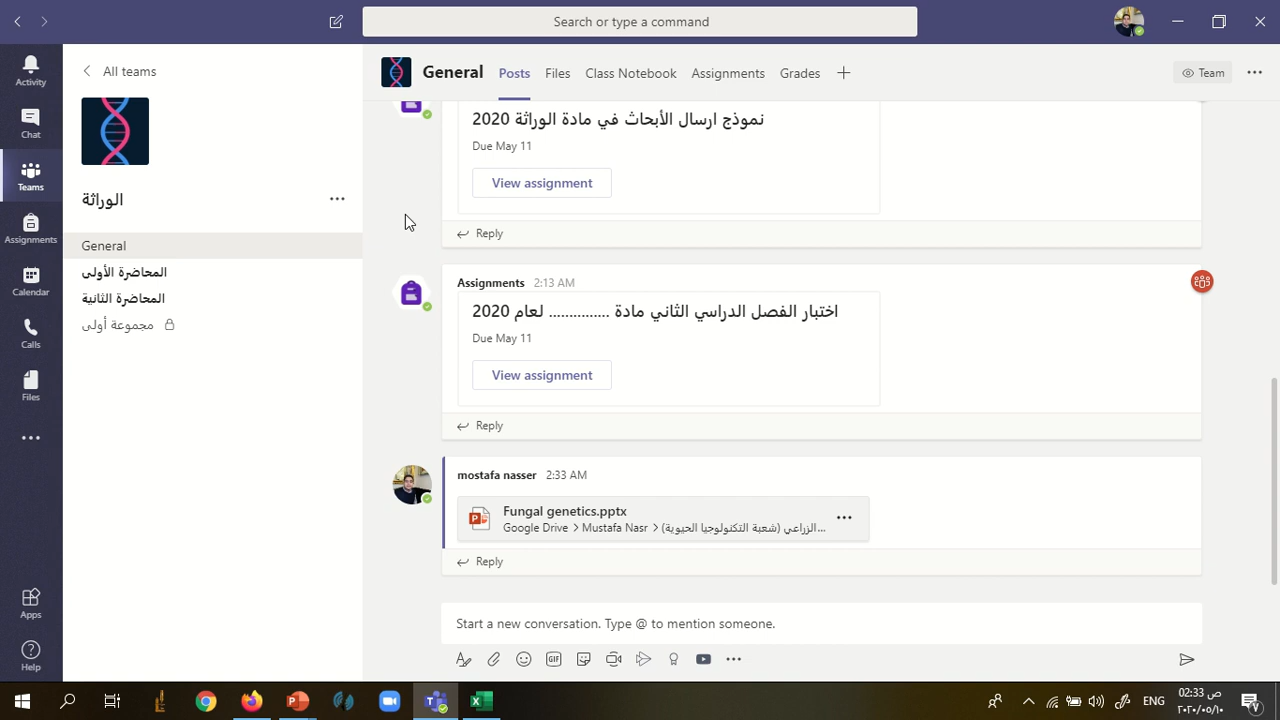 Search or type a command
Activity
Chat
Teams
Assignments
Calendar
Calls
Files
Apps
Help
All teams
الوراثة
General
المحاضرة الأولى
المحاضرة الثانية
مجموعة أولى
General
Posts
Files
Class Notebook
Assignments
Grades
Team
نموذج ارسال الأبحاث في مادة الوراثة 2020
Due May 11
View assignment
Reply
Assignments 2:13 AM
اختبار الفصل الدراسي الثاني مادة .............. لعام 2020
Due May 11
View assignment
Reply
mostafa nasser 2:33 AM
Fungal genetics.pptx
Google Drive > Mustafa Nasr > الزراعي (شعبة التكنولوجيا الحيوية)...
Reply
Start a new conversation. Type @ to mention someone.
GIF
ENG
02:33 ص
٢٠٢٠/٠٥/١٠